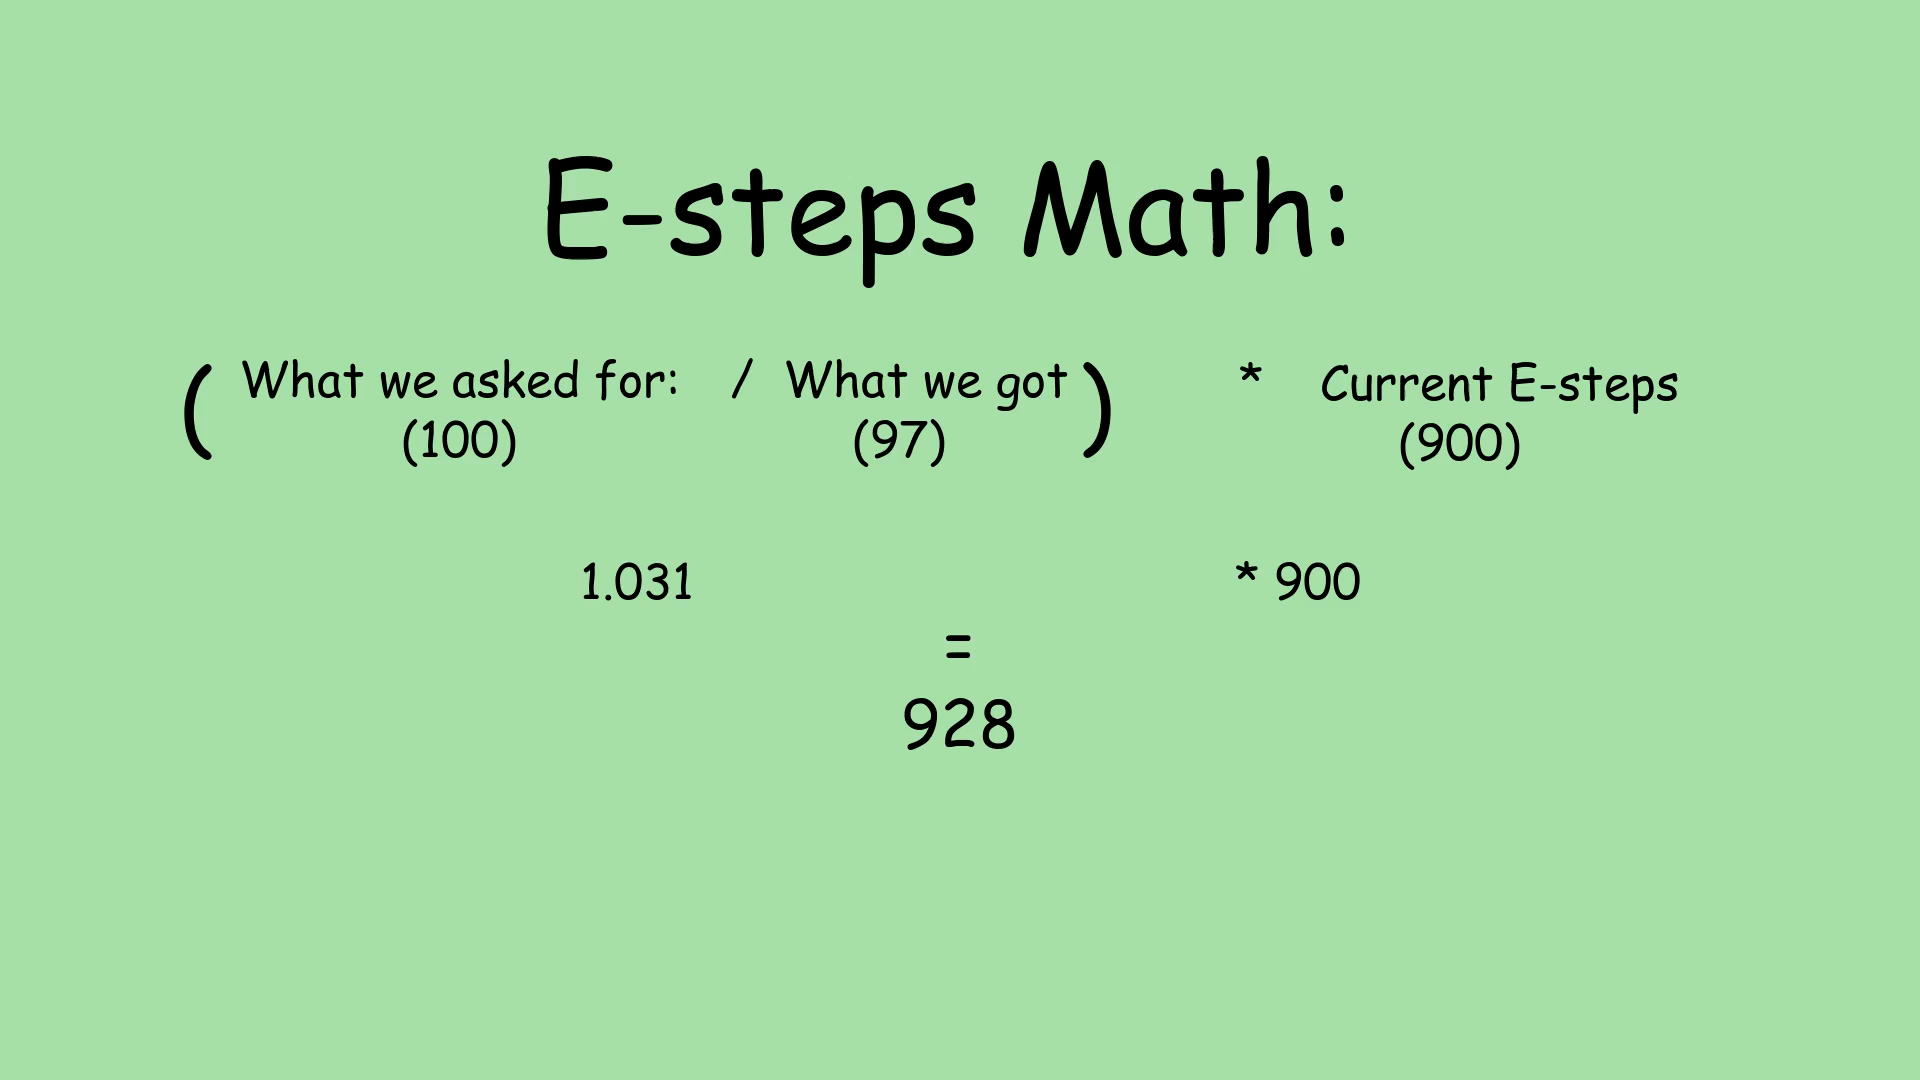 E-steps Math:
( What we asked for: / What we got ) * Current E-steps
(100) (97) (900)
1.031 * 900
=
928